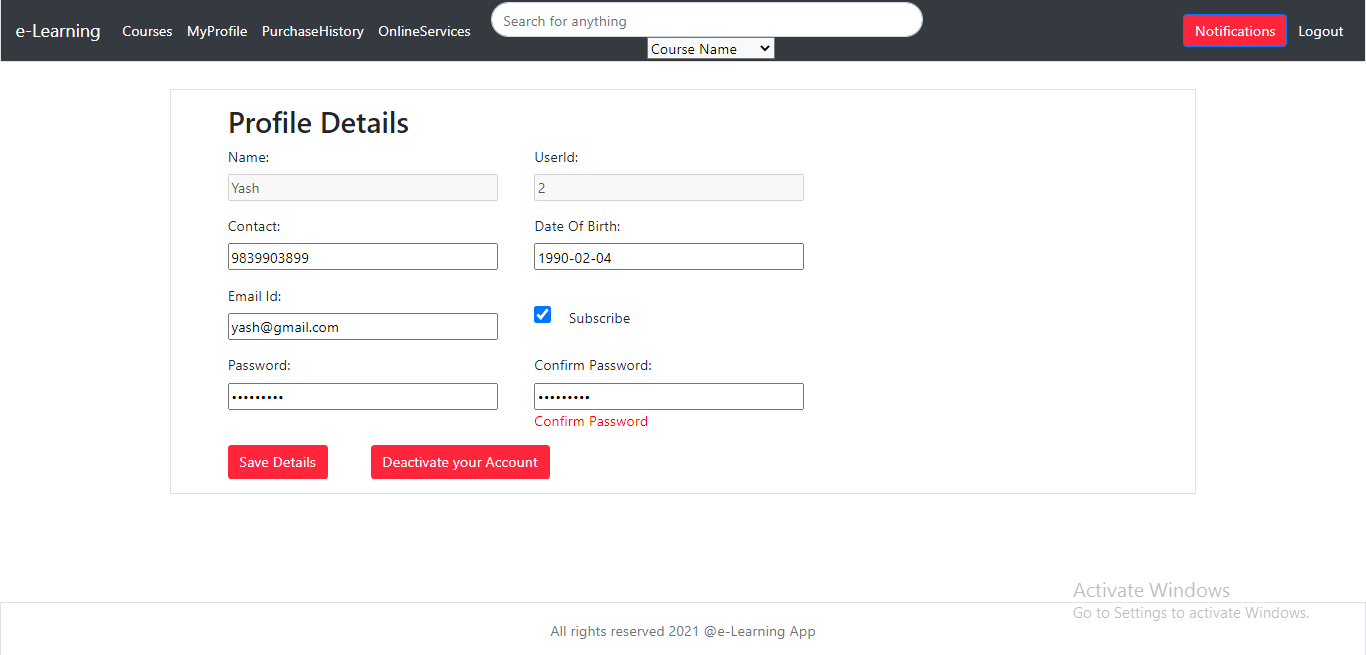 e-Learning Courses MyProfile PurchaseHistory OnlineServices Search for anything Notifications Logout
Course Name
Profile Details
Name: UserId:
Yash 2
Contact: Date Of Birth:
9839903899 1990-02-04
Email Id:
Subscribe
yash@gmail.com
Password: Confirm Password:
••••••••• •••••••••
Confirm Password
Save Details Deactivate your Account
Activate Windows
Go to Settings to activate Windows.
All rights reserved 2021 @e-Learning App